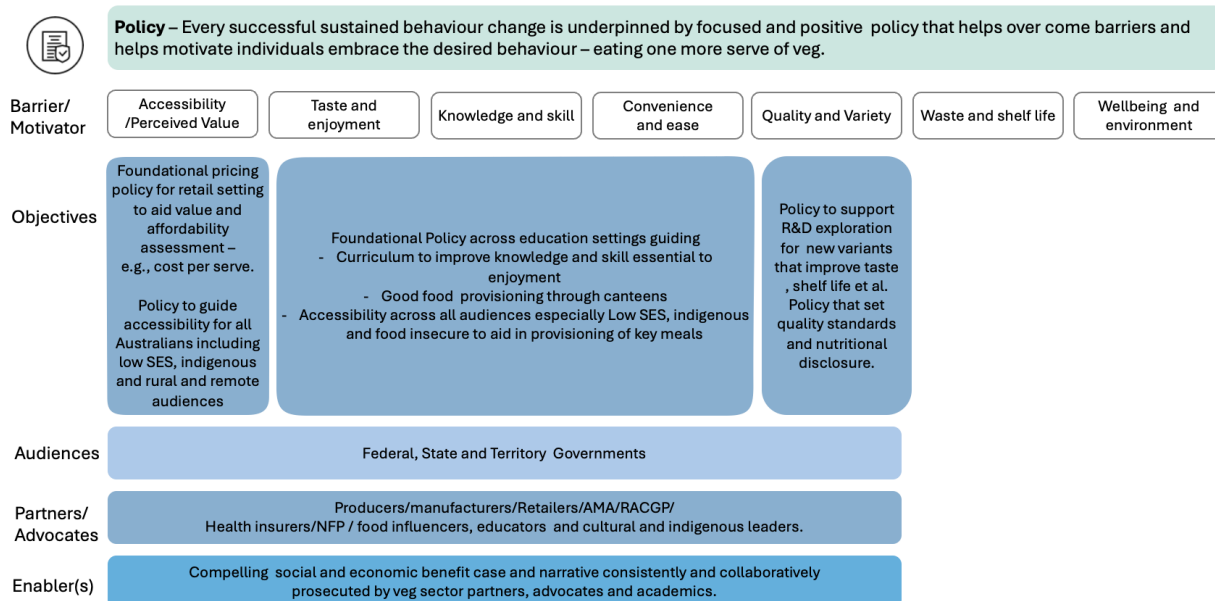 Policy – Every successful sustained behaviour change is underpinned by focused and positive policy that helps over come barriers and
helps motivate individuals embrace the desired behaviour – eating one more serve of veg.
Barrier/
Motivator
Accessibility
/Perceived Value
Taste and
enjoyment
Knowledge and skill
Convenience
and ease
Quality and Variety
Waste and shelf life
Wellbeing and
environment
Objectives
Foundational pricing
policy for retail setting
to aid value and
affordability
assessment –
e.g., cost per serve.
Policy to guide
accessibility for all
Australians including
low SES, indigenous
and rural and remote
audiences
Foundational Policy across education settings guiding
- Curriculum to improve knowledge and skill essential to
enjoyment
- Good food provisioning through canteens
- Accessibility across all audiences especially Low SES, indigenous
and food insecure to aid in provisioning of key meals
Policy to support
R&D exploration
for new variants
that improve taste
, shelf life et al.
Policy that set
quality standards
and nutritional
disclosure.
Audiences
Federal, State and Territory Governments
Partners/
Advocates
Producers/manufacturers/Retailers/AMA/RACGP/
Health insurers/NFP / food influencers, educators and cultural and indigenous leaders.
Enabler(s)
Compelling social and economic benefit case and narrative consistently and collaboratively
prosecuted by veg sector partners, advocates and academics.